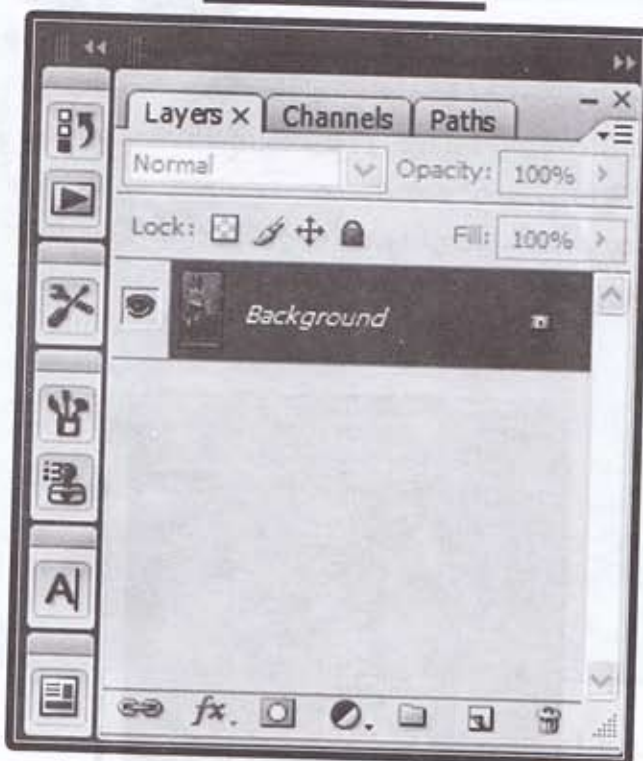 Layers × Channels Paths
Normal Opacity: 100%
Lock: Fill: 100%
Background
A
fx.